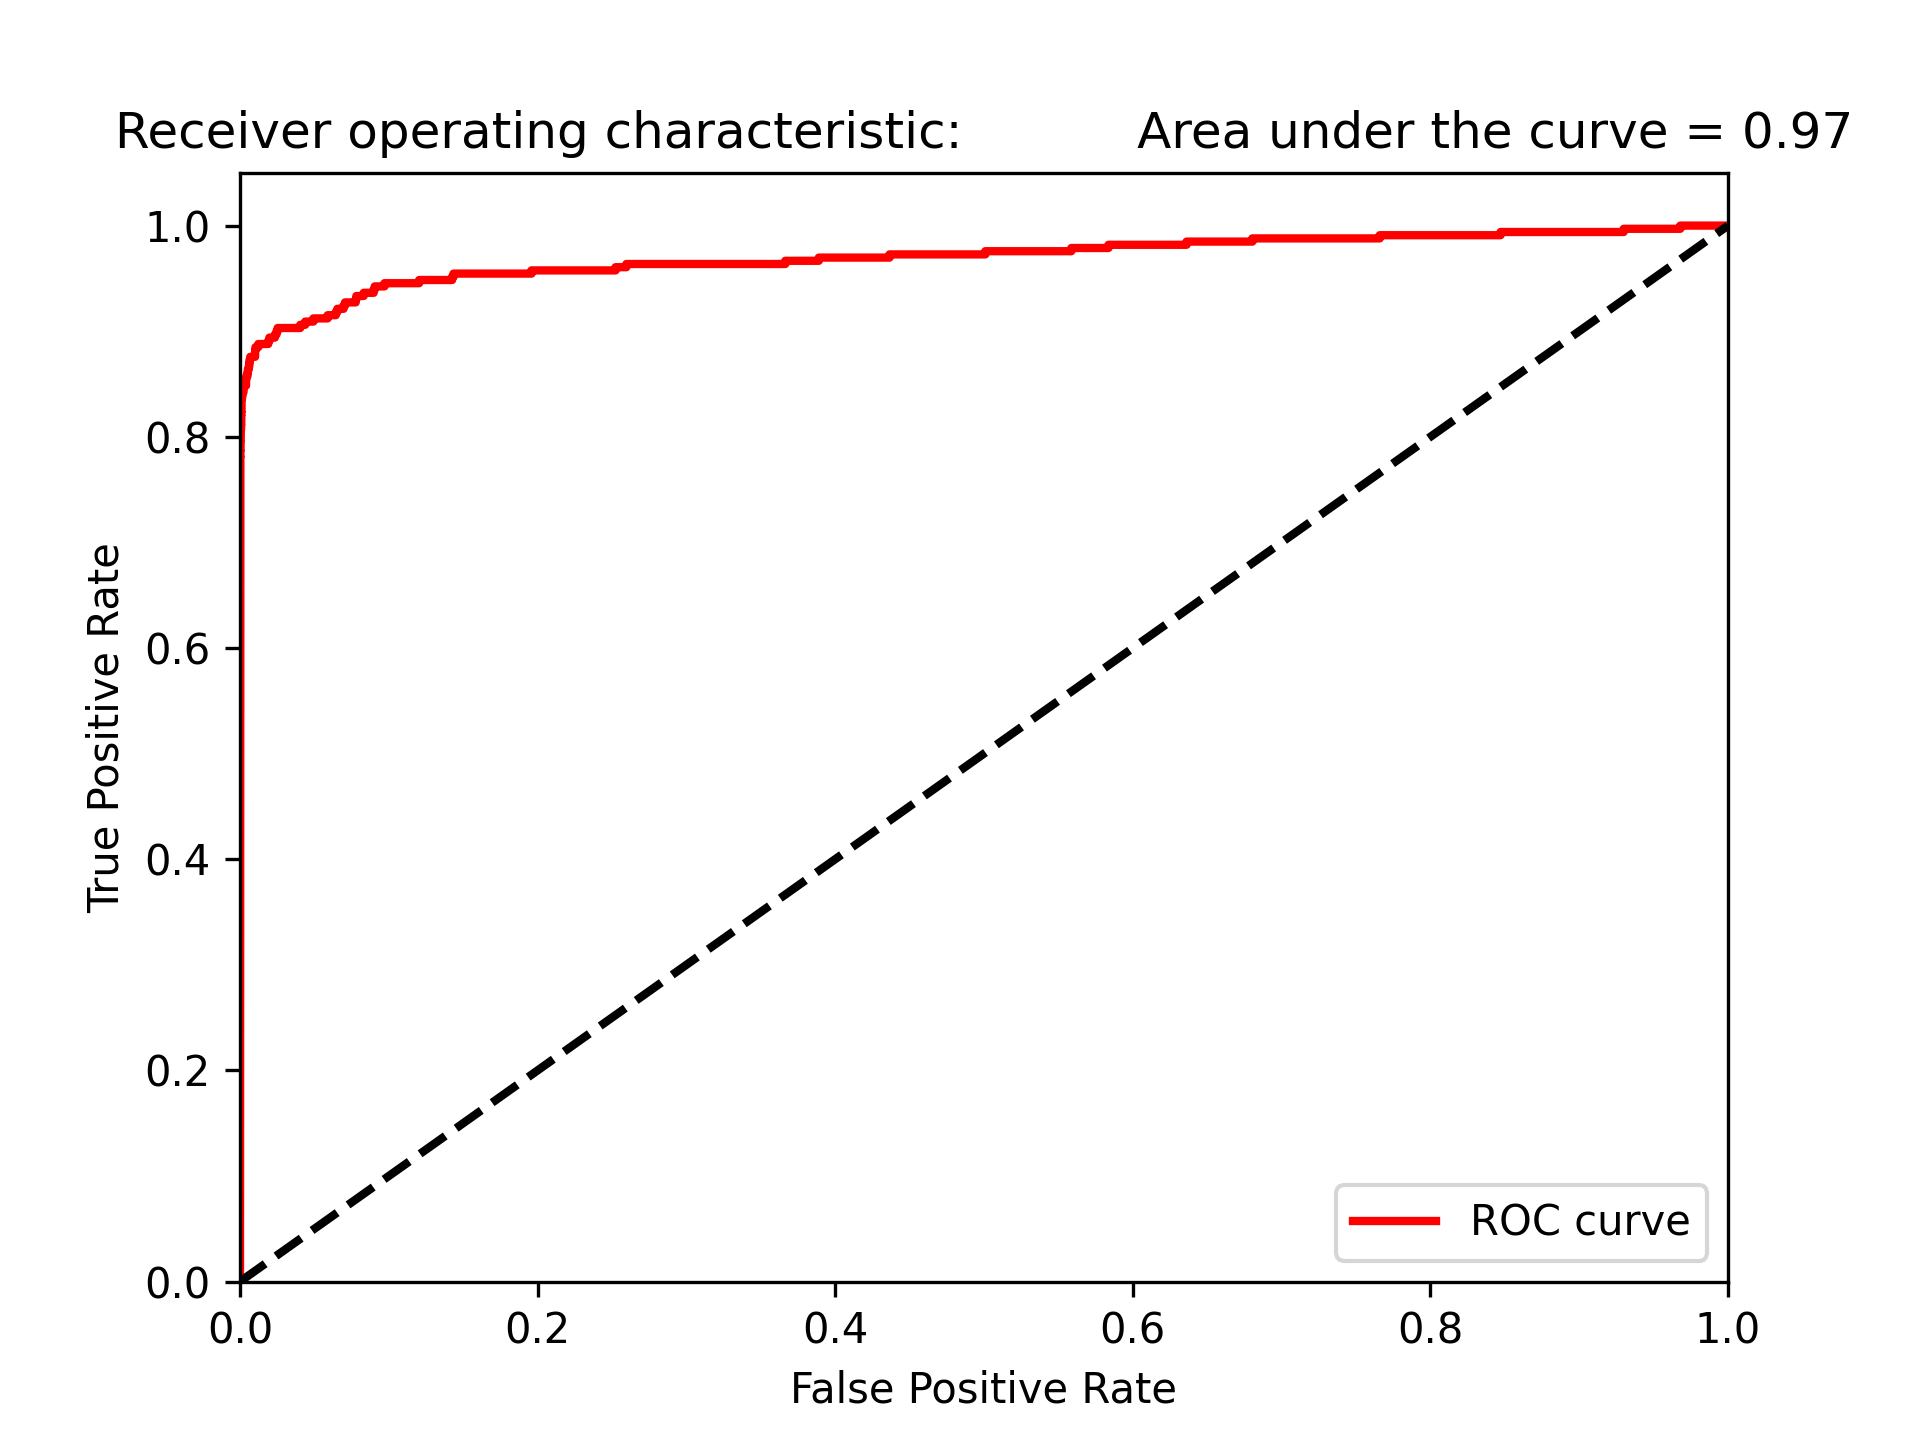 Receiver operating characteristic: Area under the curve = 0.97
1.0
0.8
0.6
0.4
0.2
0.0
True Positive Rate
0.0 0.2 0.4 0.6 0.8 1.0
False Positive Rate
ROC curve